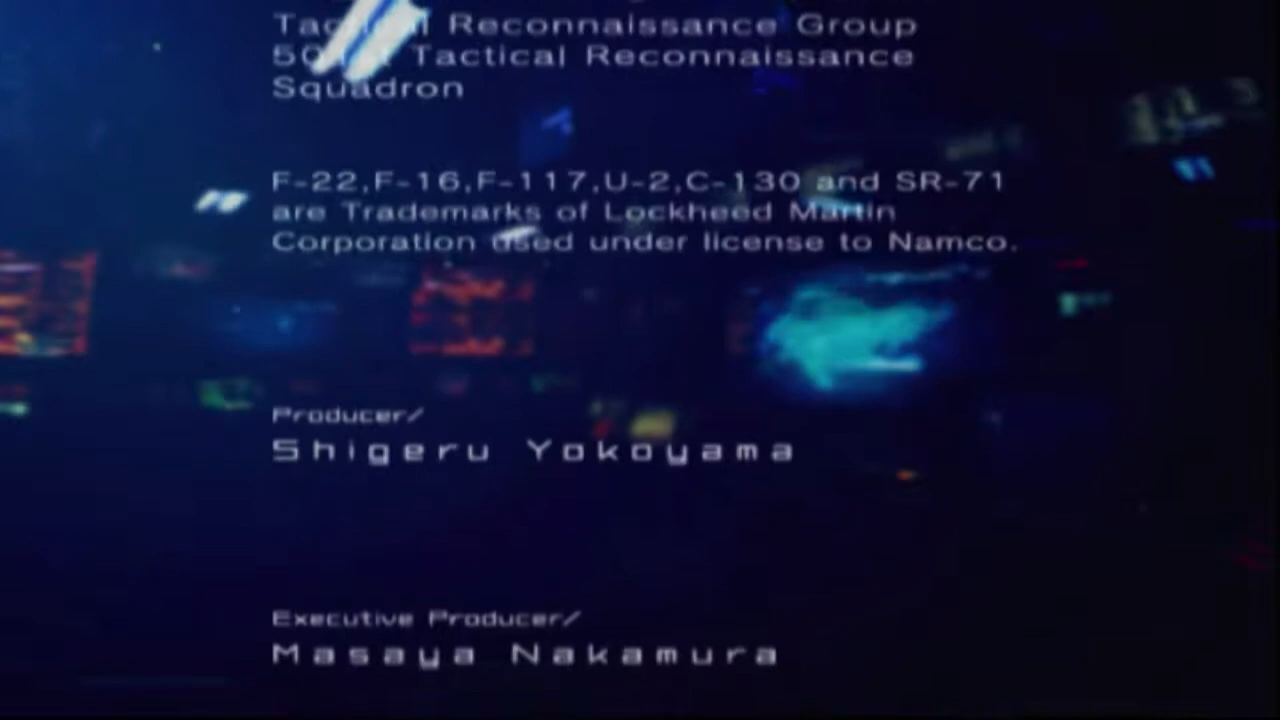 Reconnaissance Group
Tactical Reconnaissance
Squadron
F-22,F-16,F-117,U-2,C-130 and SR-71
are Trademarks of Lockheed Martin
Corporation used under license to Namco.
Producer/
Shigeru Yokoyama
Executive Producer/
Masaya Nakamura